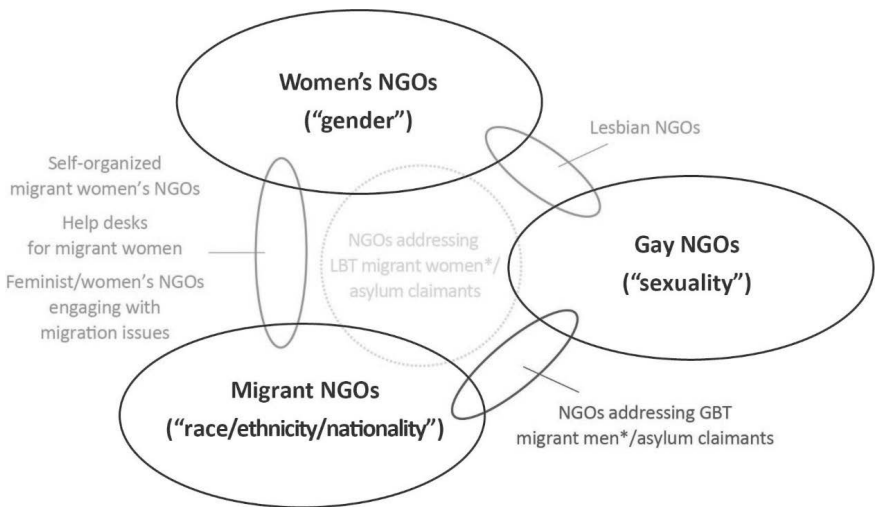 Women’s NGOs
(“gender”)
Lesbian NGOs
Self-organized
migrant women’s NGOs
Help desks
for migrant women
Feminist/women’s NGOs
engaging with
migration issues
NGOs addressing
LBT migrant women*/
asylum claimants
Gay NGOs
(“sexuality”)
Migrant NGOs
(“race/ethnicity/nationality”)
NGOs addressing GBT
migrant men*/asylum claimants